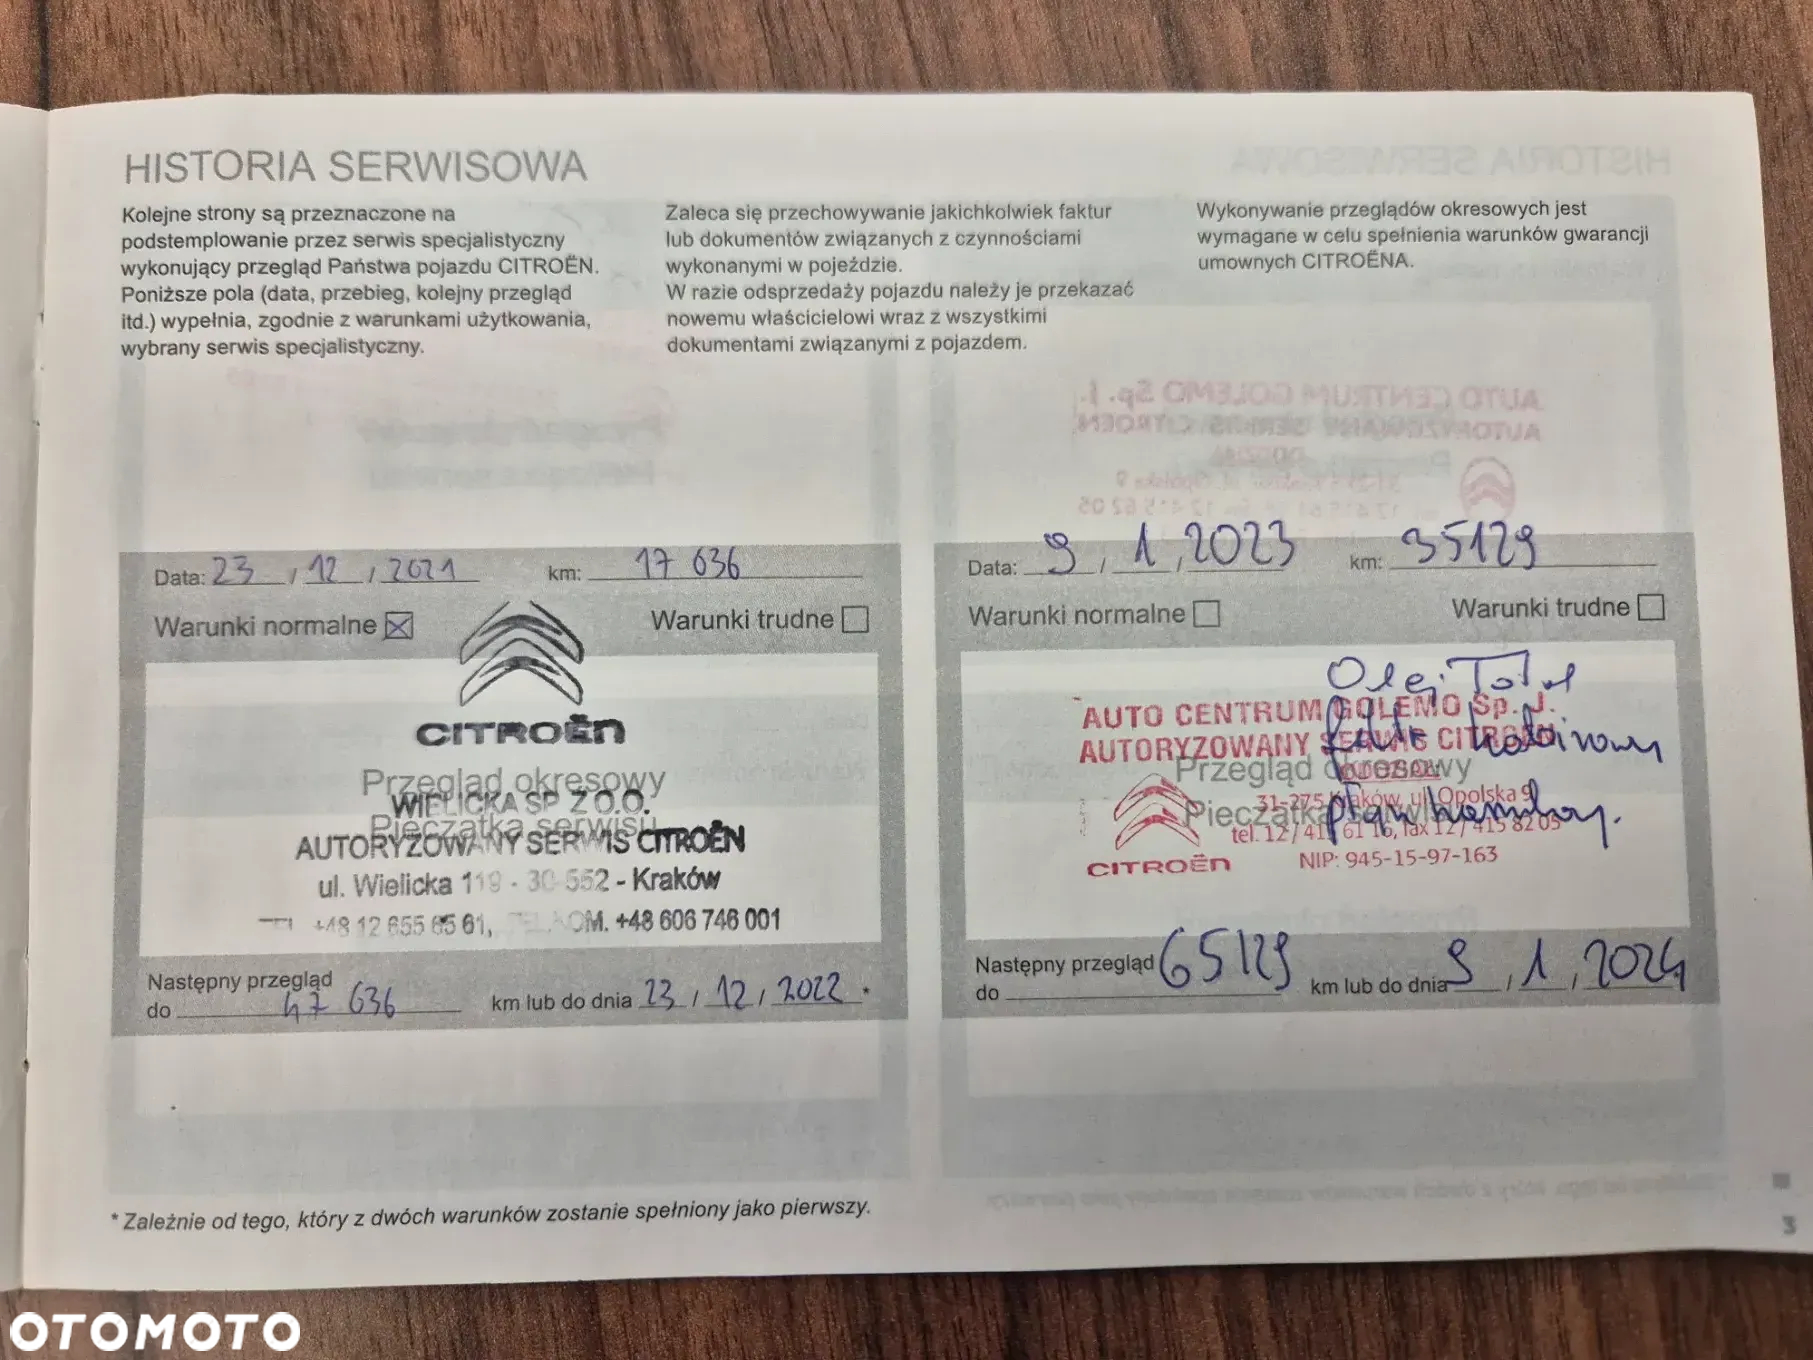 HISTORIA SERWISOWA
Kolejne strony są przeznaczone na
podstemplowanie przez serwis specjalistyczny
wykonujący przegląd Państwa pojazdu CITROËN.
Poniższe pola (data, przebieg, kolejny przegląd
itd.) wypełnia, zgodnie z warunkami użytkowania,
wybrany serwis specjalistyczny.
Zaleca się przechowywanie jakichkolwiek faktur
lub dokumentów związanych z czynnościami
wykonanymi w pojeździe.
W razie odsprzedaży pojazdu należy je przekazać
nowemu właścicielowi wraz z wszystkimi
dokumentami związanymi z pojazdem.
Wykonywanie przeglądów okresowych jest
wymagane w celu spełnienia warunków gwarancji
umownych CITROËNA.
Data: 23 / 12 / 2021 km: 17 636
Warunki normalne Warunki trudne
CITROËN
Przegląd okresowy
WIELICKA SP. Z O.O.
Pieczątka serwisu
AUTORYZOWANY SERWIS CITROËN
ul. Wielicka 119 - 30-552 - Kraków
TEL. +48 12 655 65 61, TEL. KOM. +48 606 746 001
Następny przegląd
do 47 636 km lub do dnia 23 / 12 / 2022 *
Data: 9 / 1 / 2023 km: 35129
Warunki normalne Warunki trudne
Olej Total
AUTO CENTRUM GOLEMO Sp. J.
AUTORYZOWANY SERWIS CITROËN
kabinowy
Przegląd okresowy
ODDZIAŁ
31-275 Kraków, ul. Opolska 9
Pieczątka
płyn hamulcowy.
tel. 12 / 415 61 16, fax 12 / 415 82 05
CITROËN
NIP: 945-15-97-163
Następny przegląd 65129
do km lub do dnia 9 / 1 / 2024
* Zależnie od tego, który z dwóch warunków zostanie spełniony jako pierwszy.
3
OTOMOTO